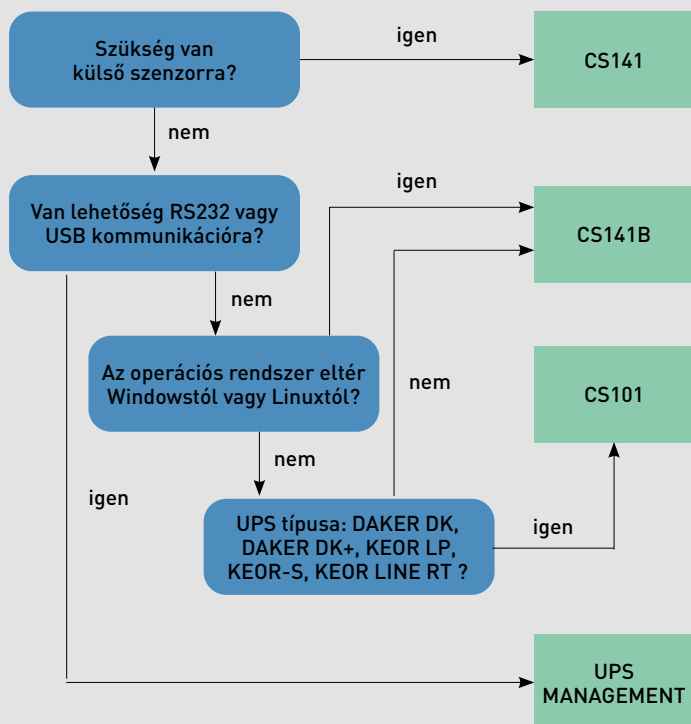 Szükség van
külső szenzorra?
igen
CS141
nem
Van lehetőség RS232 vagy
USB kommunikációra?
igen
CS141B
nem
Az operációs rendszer eltér
Windowstól vagy Linuxtól?
nem
CS101
nem
igen
UPS típusa: DAKER DK,
DAKER DK+, KEOR LP,
KEOR-S, KEOR LINE RT ?
igen
UPS
MANAGEMENT